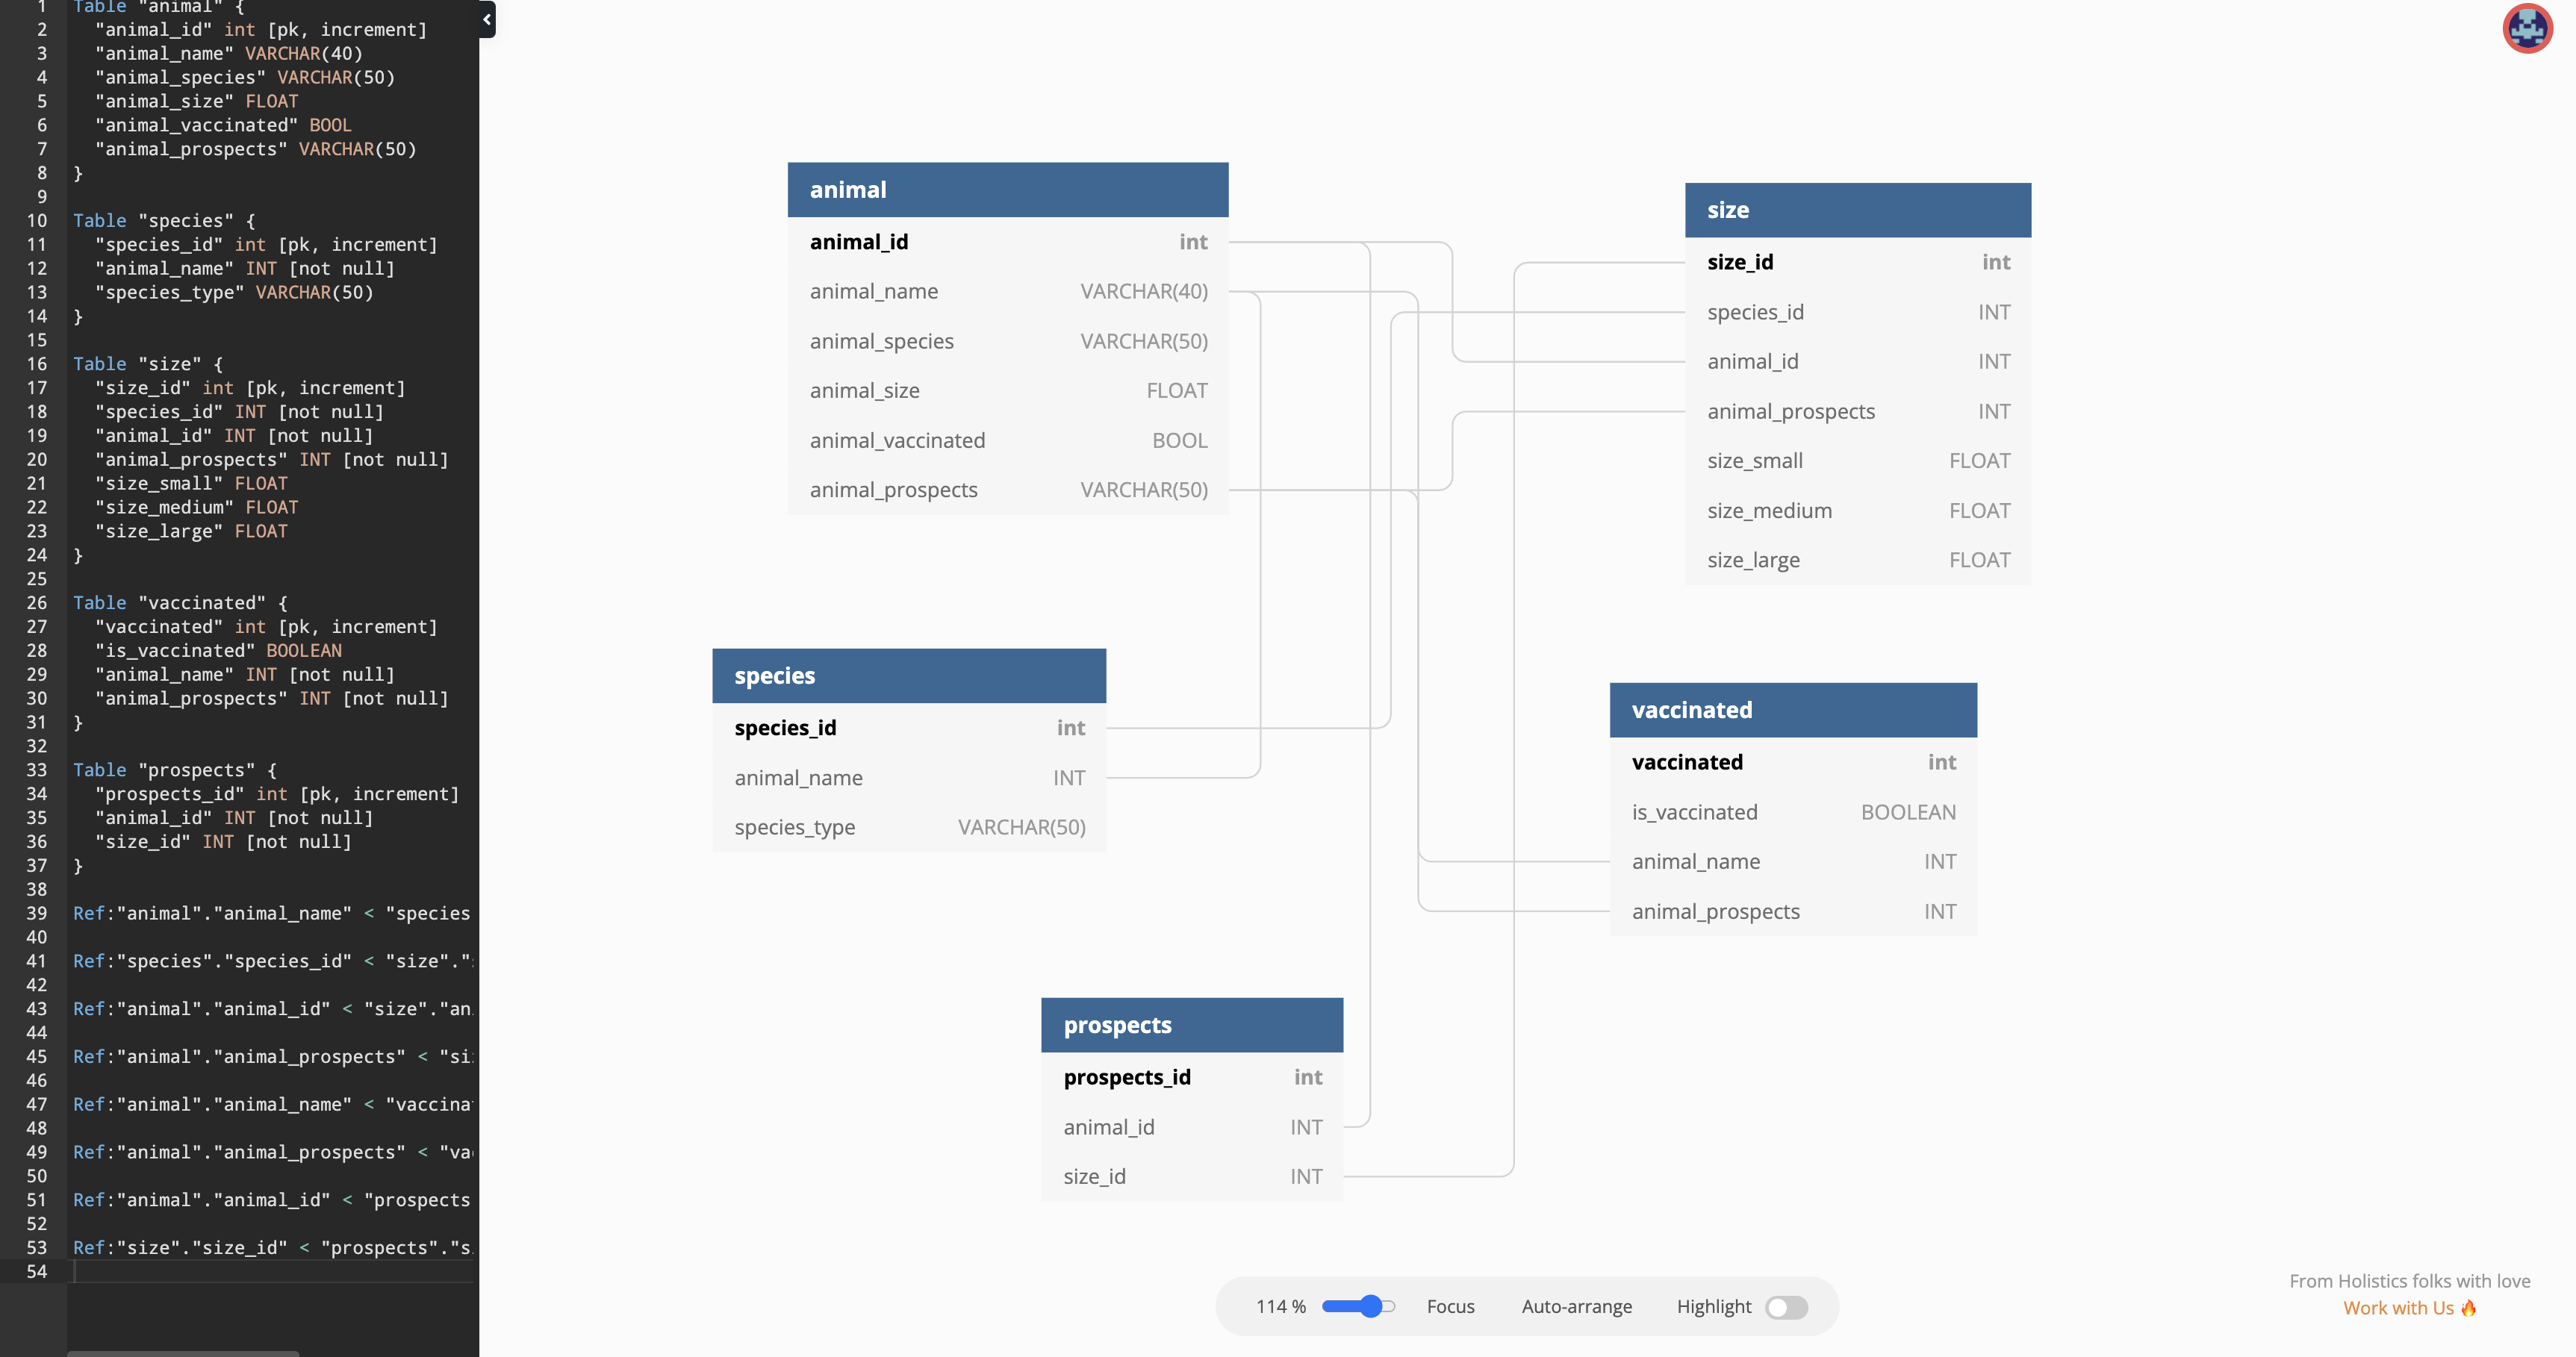 1 Table "animal" {
2 "animal_id" int [pk, increment]
3 "animal_name" VARCHAR(40)
4 "animal_species" VARCHAR(50)
5 "animal_size" FLOAT
6 "animal_vaccinated" BOOL
7 "animal_prospects" VARCHAR(50)
8 }
9
10 Table "species" {
11 "species_id" int [pk, increment]
12 "animal_name" INT [not null]
13 "species_type" VARCHAR(50)
14 }
15
16 Table "size" {
17 "size_id" int [pk, increment]
18 "species_id" INT [not null]
19 "animal_id" INT [not null]
20 "animal_prospects" INT [not null]
21 "size_small" FLOAT
22 "size_medium" FLOAT
23 "size_large" FLOAT
24 }
25
26 Table "vaccinated" {
27 "vaccinated" int [pk, increment]
28 "is_vaccinated" BOOLEAN
29 "animal_name" INT [not null]
30 "animal_prospects" INT [not null]
31 }
32
33 Table "prospects" {
34 "prospects_id" int [pk, increment]
35 "animal_id" INT [not null]
36 "size_id" INT [not null]
37 }
38
39 Ref:"animal"."animal_name" < "species
40
41 Ref:"species"."species_id" < "size"."
42
43 Ref:"animal"."animal_id" < "size"."an
44
45 Ref:"animal"."animal_prospects" < "si
46
47 Ref:"animal"."animal_name" < "vaccina
48
49 Ref:"animal"."animal_prospects" < "va
50
51 Ref:"animal"."animal_id" < "prospects
52
53 Ref:"size"."size_id" < "prospects"."s
54
animal
animal_id int
animal_name VARCHAR(40)
animal_species VARCHAR(50)
animal_size FLOAT
animal_vaccinated BOOL
animal_prospects VARCHAR(50)
size
size_id int
species_id INT
animal_id INT
animal_prospects INT
size_small FLOAT
size_medium FLOAT
size_large FLOAT
species
species_id int
animal_name INT
species_type VARCHAR(50)
vaccinated
vaccinated int
is_vaccinated BOOLEAN
animal_name INT
animal_prospects INT
prospects
prospects_id int
animal_id INT
size_id INT
114 % Focus Auto-arrange Highlight
From Holistics folks with love
Work with Us 🔥